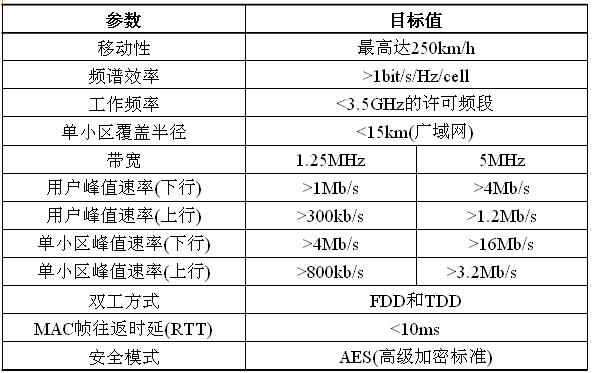 参数 目标值
移动性 最高达250km/h
频谱效率 >1bit/s/Hz/cell
工作频率 <3.5GHz的许可频段
单小区覆盖半径 <15km(广域网)
带宽 1.25MHz 5MHz
用户峰值速率(下行) >1Mb/s >4Mb/s
用户峰值速率(上行) >300kb/s >1.2Mb/s
单小区峰值速率(下行) >4Mb/s >16Mb/s
单小区峰值速率(上行) >800kb/s >3.2Mb/s
双工方式 FDD和TDD
MAC帧往返时延(RTT) <10ms
安全模式 AES(高级加密标准)